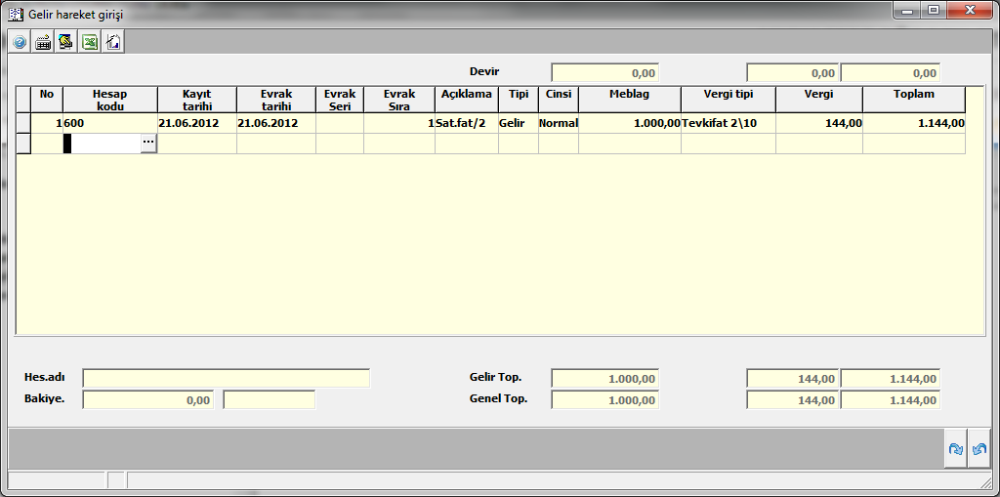 Gelir hareket girişi
Devir 0,00 0,00 0,00
No Hesap kodu Kayıt tarihi Evrak tarihi Evrak Seri Evrak Sıra Açıklama Tipi Cinsi Meblag Vergi tipi Vergi Toplam
1 600 21.06.2012 21.06.2012 1 Sat.fat/2 Gelir Normal 1.000,00 Tevkifat 2\10 144,00 1.144,00
...
Hes.adı Gelir Top. 1.000,00 144,00 1.144,00
Bakiye. 0,00 Genel Top. 1.000,00 144,00 1.144,00